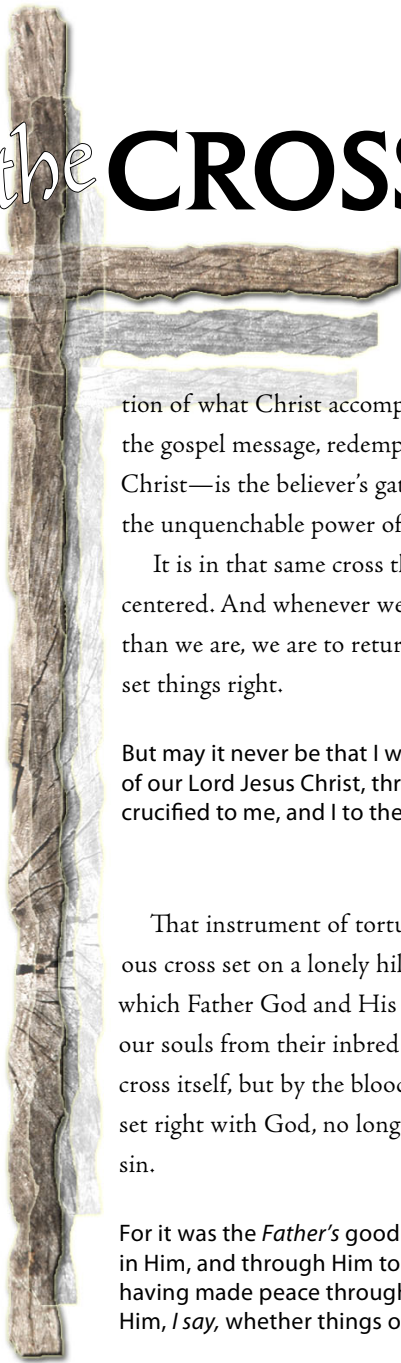 the CROSS
tion of what Christ accomp
the gospel message, redemp
Christ—is the believer's gat
the unquenchable power of
It is in that same cross th
centered. And whenever we
than we are, we are to retur
set things right.
But may it never be that I w
of our Lord Jesus Christ, thr
crucified to me, and I to the
That instrument of tortu
ous cross set on a lonely hil
which Father God and His
our souls from their inbred
cross itself, but by the blood
set right with God, no long
sin.
For it was the Father's good
in Him, and through Him to
having made peace through
Him, I say, whether things o